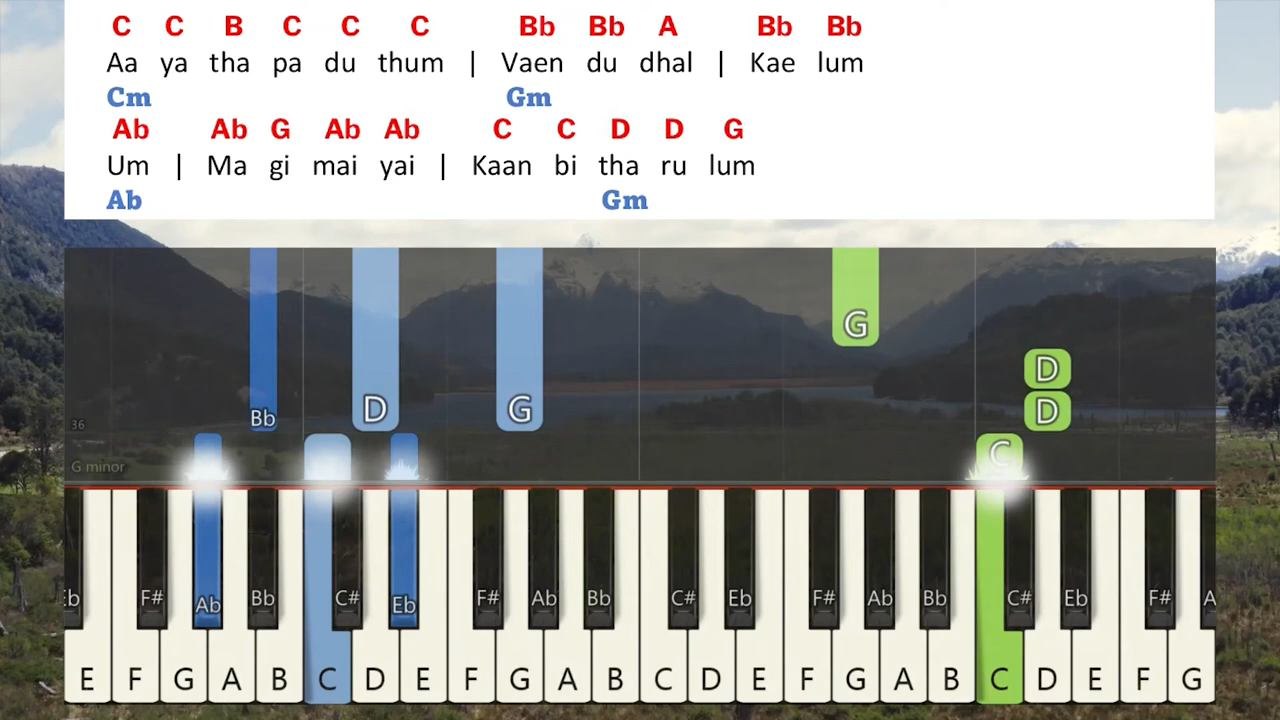 C C B C C C Bb Bb A Bb Bb
Aa ya tha pa du thum | Vaen du dhal | Kae lum
Cm Gm
Ab Ab G Ab Ab C C D D G
Um | Ma gi mai yai | Kaan bi tha ru lum
Ab Gm
G
D
D G D
36 Bb
C
G minor
Eb F# Ab Bb C# Eb F# Ab Bb C# Eb F# Ab Bb C# Eb F# A
E F G A B C D E F G A B C D E F G A B C D E F G